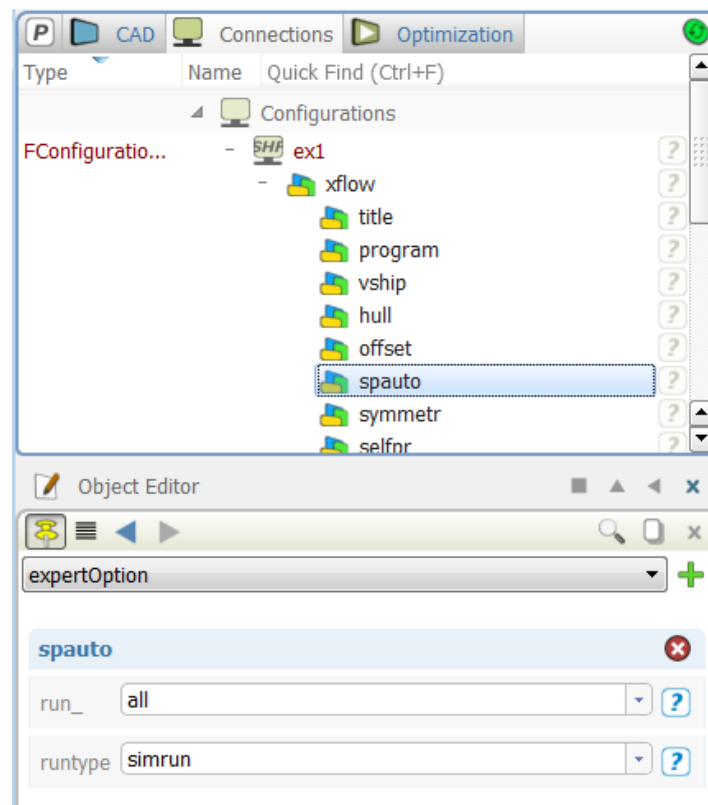 P CAD Connections Optimization
Type Name Quick Find (Ctrl+F)
Configurations
FConfiguratio... SHF ex1 ?
xflow ?
title ?
program ?
vship ?
hull ?
offset ?
spauto ?
symmetr ?
selfpr ?
Object Editor
expertOption
spauto
run_ all ?
runtype simrun ?